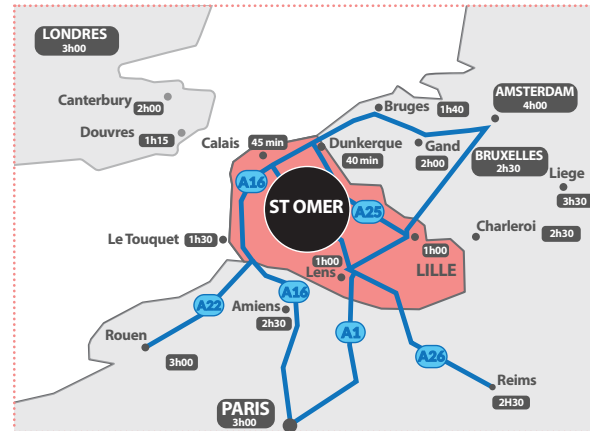 LONDRES
3h00
Canterbury
2h00
Douvres
1h15
Calais
45 min
Dunkerque
40 min
Bruges
1h40
Gand
2h00
AMSTERDAM
4h00
BRUXELLES
2h30
Liege
3h30
Charleroi
2h30
A16
ST OMER
A25
Le Touquet
1h30
1h00
LILLE
1h00
Lens
A22
A16
Amiens
2h30
A1
A26
Rouen
3h00
Reims
2H30
PARIS
3h00